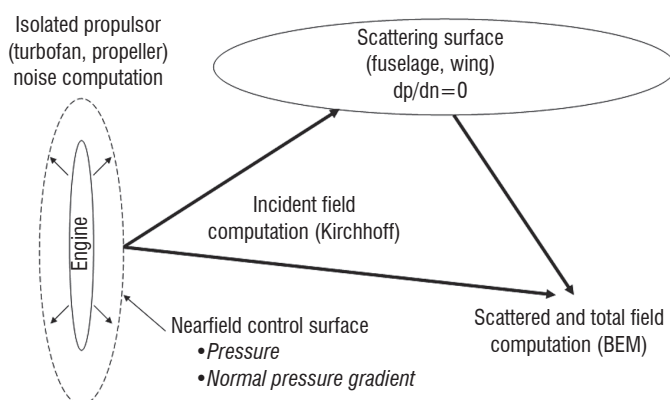 Isolated propulsor
(turbofan, propeller)
noise computation
Scattering surface
(fuselage, wing)
dp/dn=0
Engine
Incident field
computation (Kirchhoff)
Nearfield control surface
•Pressure
•Normal pressure gradient
Scattered and total field
computation (BEM)